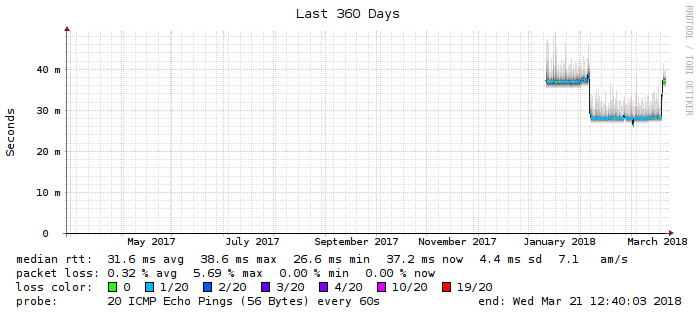 Last 360 Days
RRDTOOL / TOBI OETIKER
Seconds
40 m
30 m
20 m
10 m
0
May 2017 July 2017 September 2017 November 2017 January 2018 March 2018
median rtt: 31.6 ms avg 38.6 ms max 26.6 ms min 37.2 ms now 4.4 ms sd 7.1 am/s
packet loss: 0.32 % avg 5.69 % max 0.00 % min 0.00 % now
loss color: 0 1/20 2/20 3/20 4/20 10/20 19/20
probe: 20 ICMP Echo Pings (56 Bytes) every 60s end: Wed Mar 21 12:40:03 2018